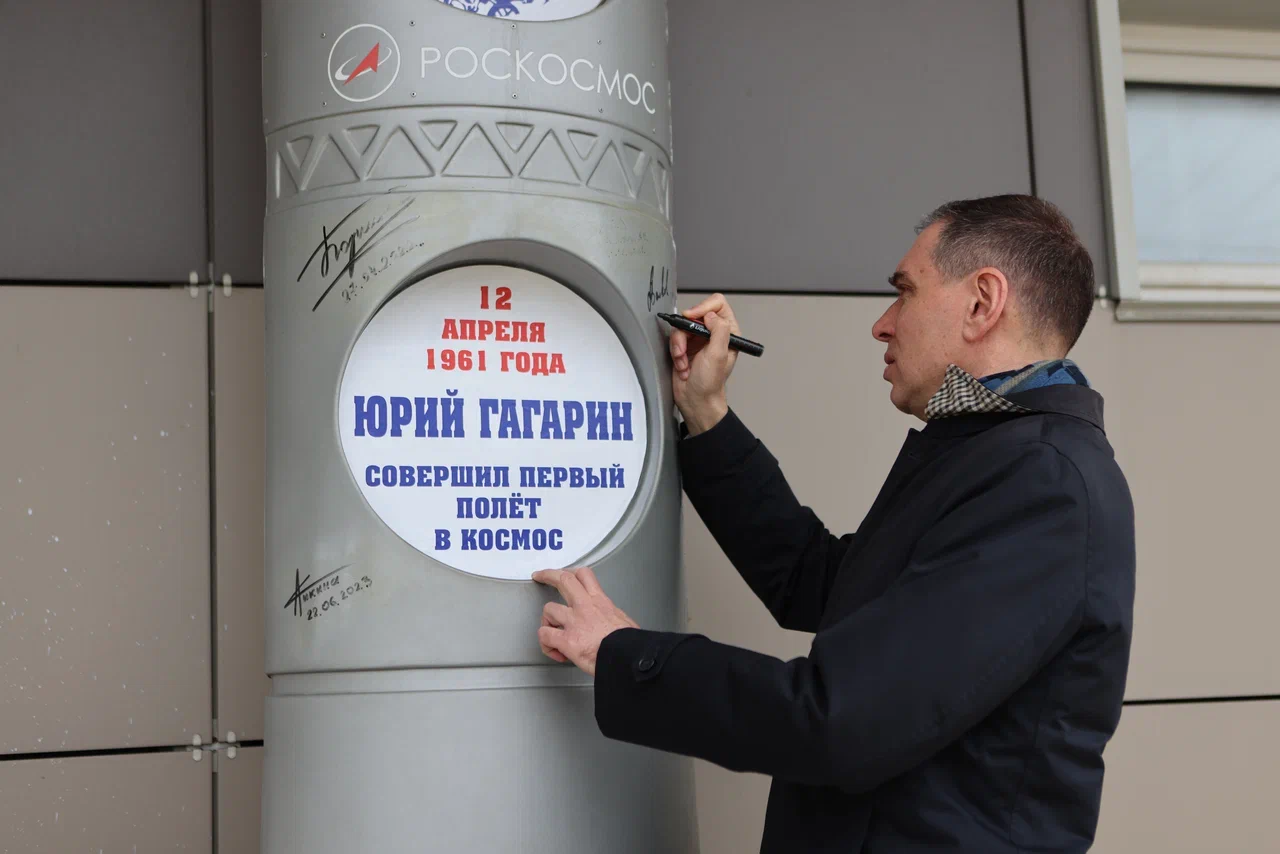 РОСКОСМОС
12
АПРЕЛЯ
1961 ГОДА
ЮРИЙ ГАГАРИН
СОВЕРШИЛ ПЕРВЫЙ
ПОЛЁТ
В КОСМОС
22.06.2023